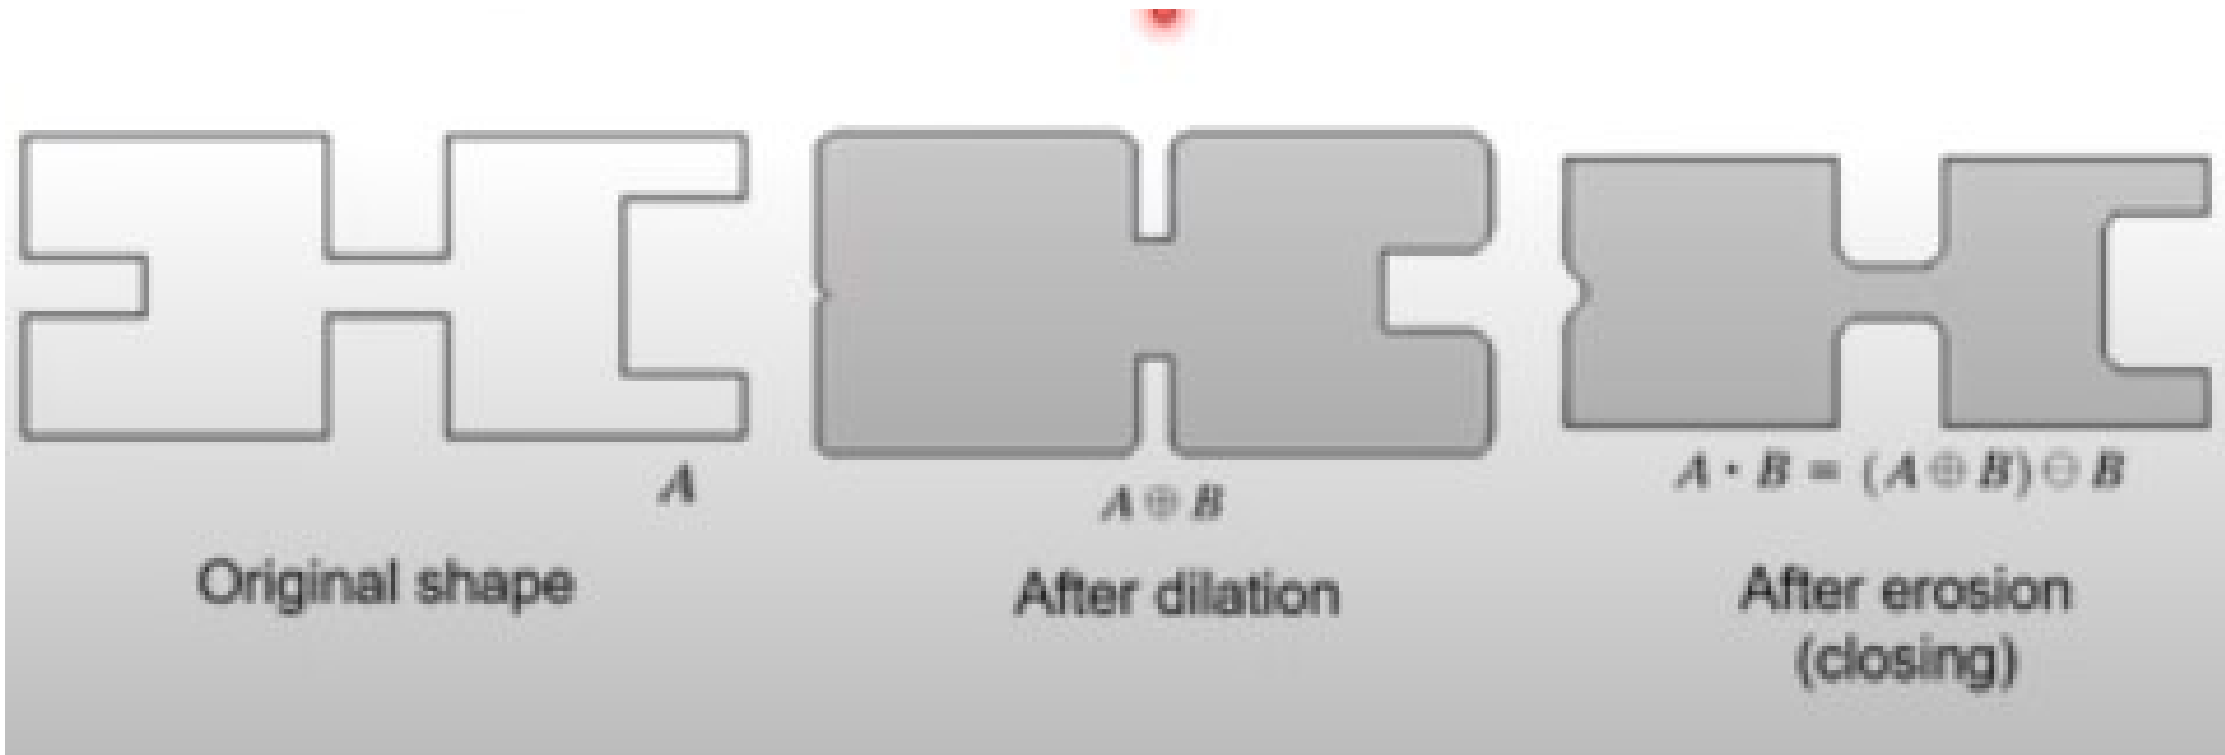 A
Original shape
A ⊕ B
After dilation
A · B = (A ⊕ B) ⊖ B
After erosion
(closing)